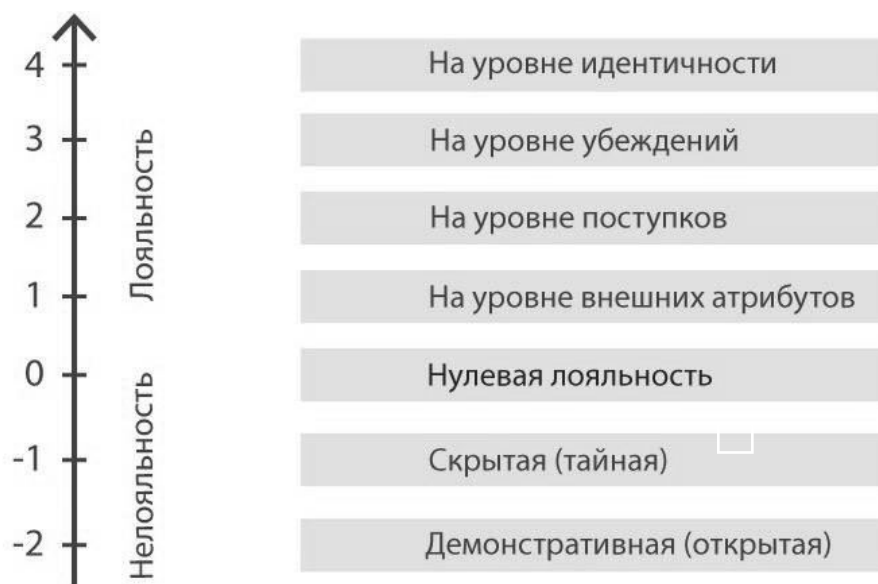 4
На уровне идентичности
3
На уровне убеждений
2
На уровне поступков
1
На уровне внешних атрибутов
Лояльность
0
Нулевая лояльность
-1
Скрытая (тайная)
-2
Демонстративная (открытая)
Нелояльность